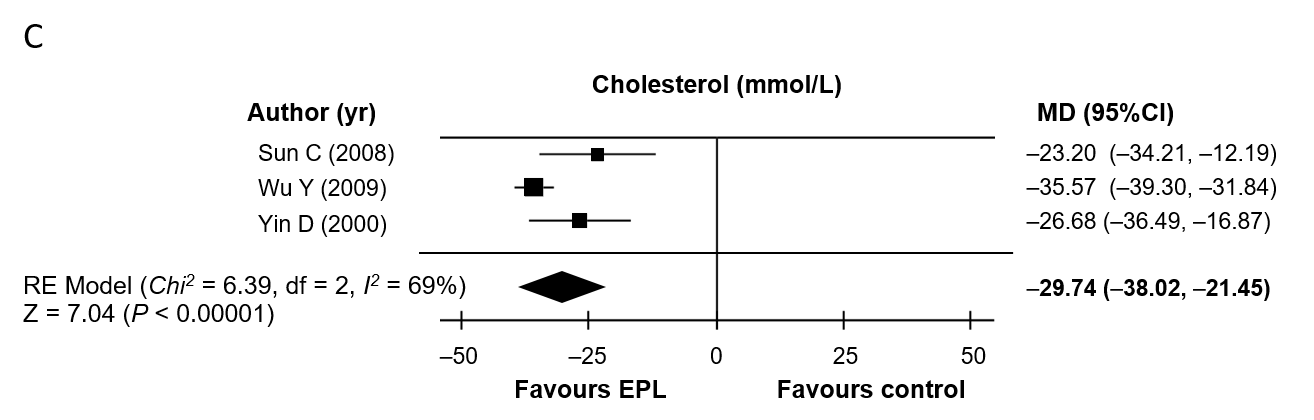 C
Cholesterol (mmol/L)
Author (yr) MD (95%CI)
Sun C (2008) –23.20 (–34.21, –12.19)
Wu Y (2009) –35.57 (–39.30, –31.84)
Yin D (2000) –26.68 (–36.49, –16.87)
RE Model (Chi² = 6.39, df = 2, I² = 69%) –29.74 (–38.02, –21.45)
Z = 7.04 (P < 0.00001)
–50 –25 0 25 50
Favours EPL Favours control